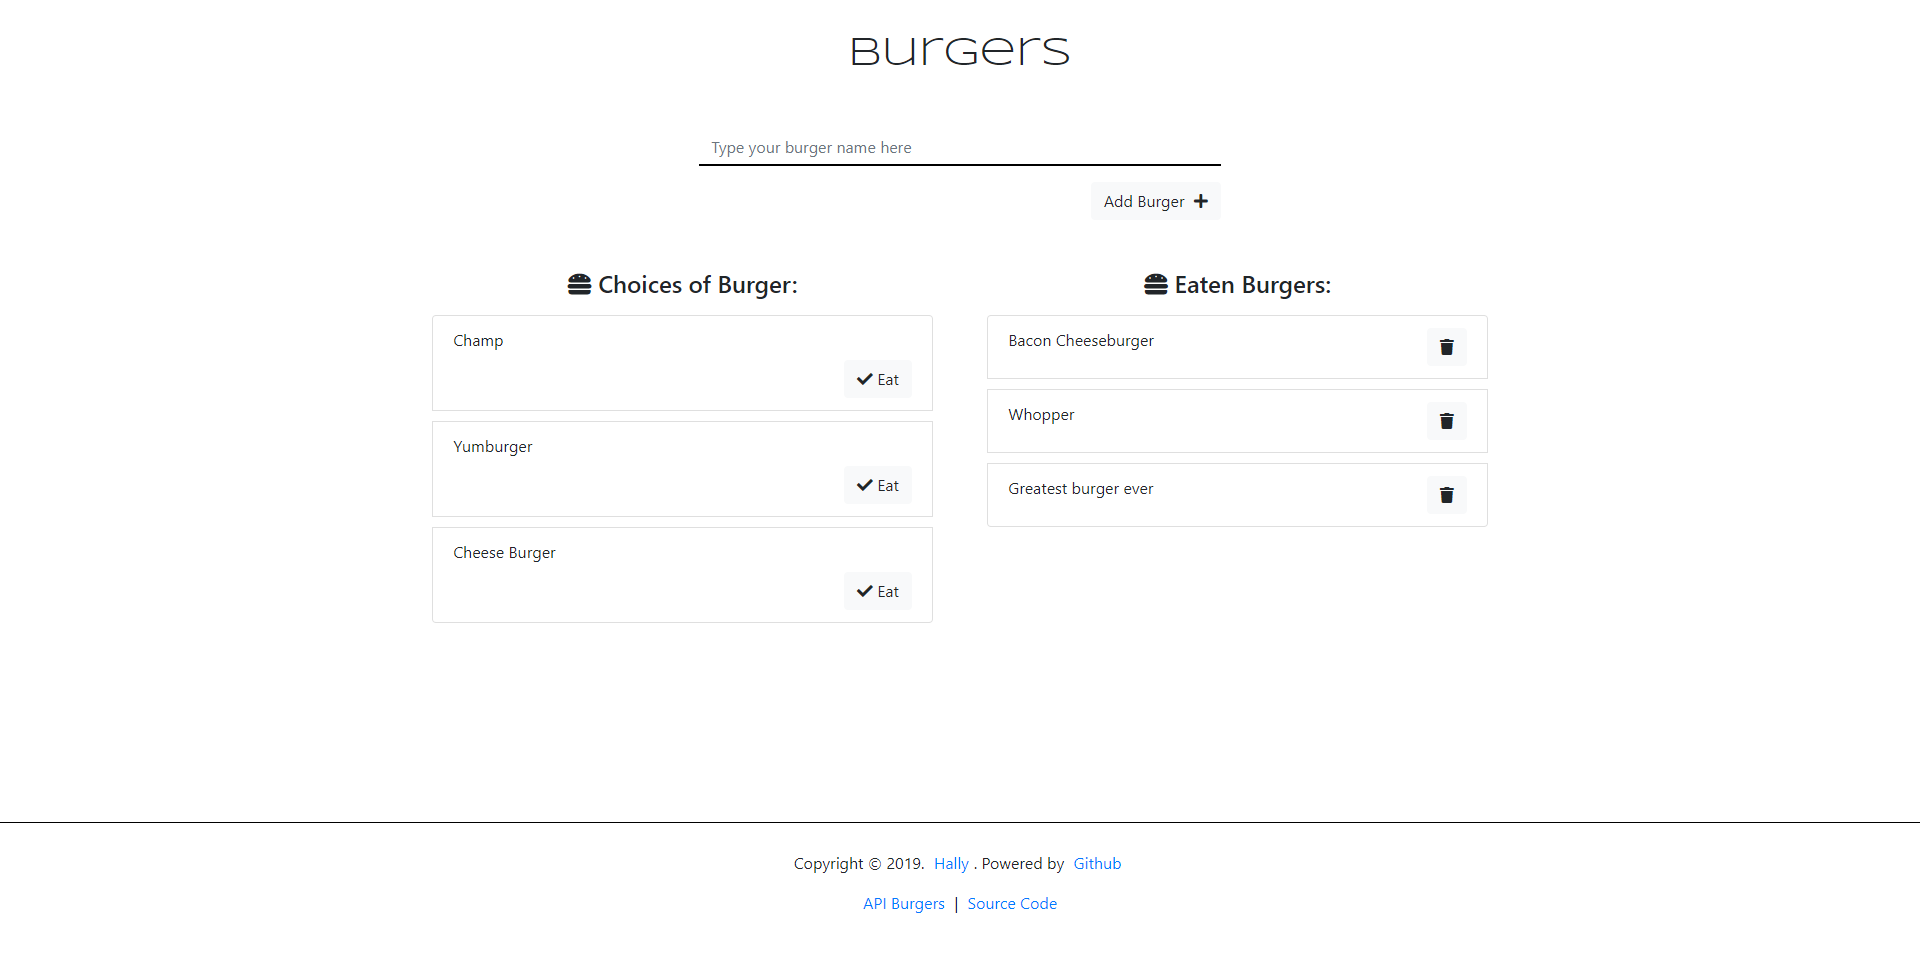 Burgers
Type your burger name here
Add Burger
Choices of Burger:
Champ
Eat
Yumburger
Eat
Cheese Burger
Eat
Eaten Burgers:
Bacon Cheeseburger
Whopper
Greatest burger ever
Copyright © 2019. Hally . Powered by Github
API Burgers | Source Code